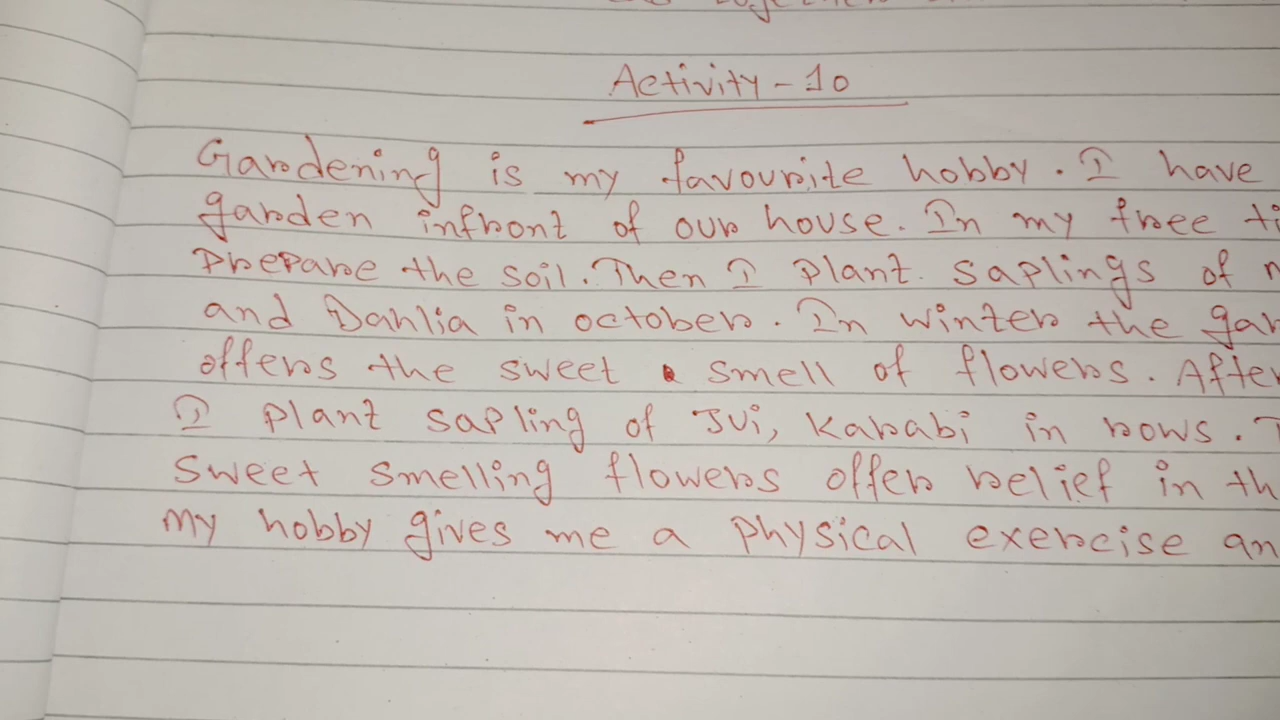 together
Activity - 10
Gardening is my favourite hobby. I have
garden infront of our house. In my free
Prepare the soil. Then I plant saplings of
and Dahlia in october. In winter the
offers the sweet smell of flowers.
I plant sapling of Jui, Karabi in rows.
Sweet smelling flowers offer relief in
My hobby gives me a physical exercise